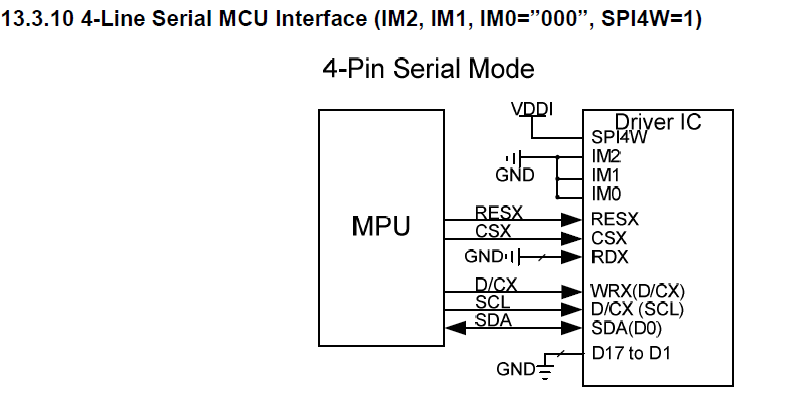 13.3.10 4-Line Serial MCU Interface (IM2, IM1, IM0=”000”, SPI4W=1)
4-Pin Serial Mode
VDDI
Driver IC
SPI4W
IM2
GND
IM1
IM0
MPU
RESX
RESX
CSX
CSX
GND
RDX
D/CX
WRX(D/CX)
SCL
D/CX (SCL)
SDA
SDA(D0)
D17 to D1
GND